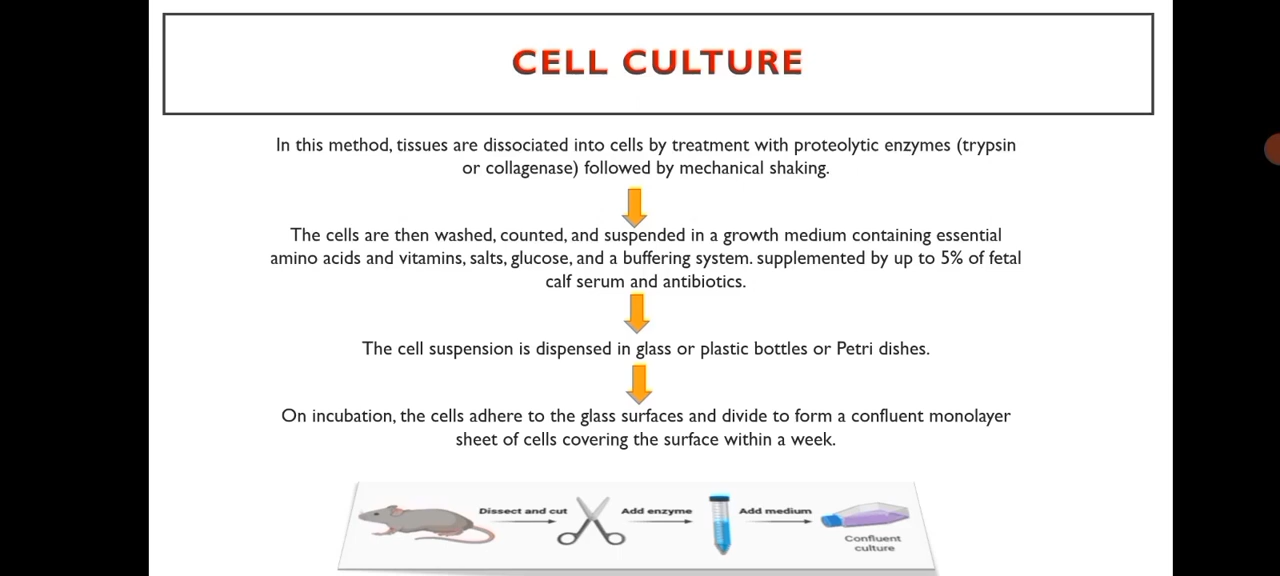 CELL CULTURE
In this method, tissues are dissociated into cells by treatment with proteolytic enzymes (trypsin
or collagenase) followed by mechanical shaking.
The cells are then washed, counted, and suspended in a growth medium containing essential
amino acids and vitamins, salts, glucose, and a buffering system. supplemented by up to 5% of fetal
calf serum and antibiotics.
The cell suspension is dispensed in glass or plastic bottles or Petri dishes.
On incubation, the cells adhere to the glass surfaces and divide to form a confluent monolayer
sheet of cells covering the surface within a week.
Dissect and cut
Add enzyme
Add medium
Confluent
culture